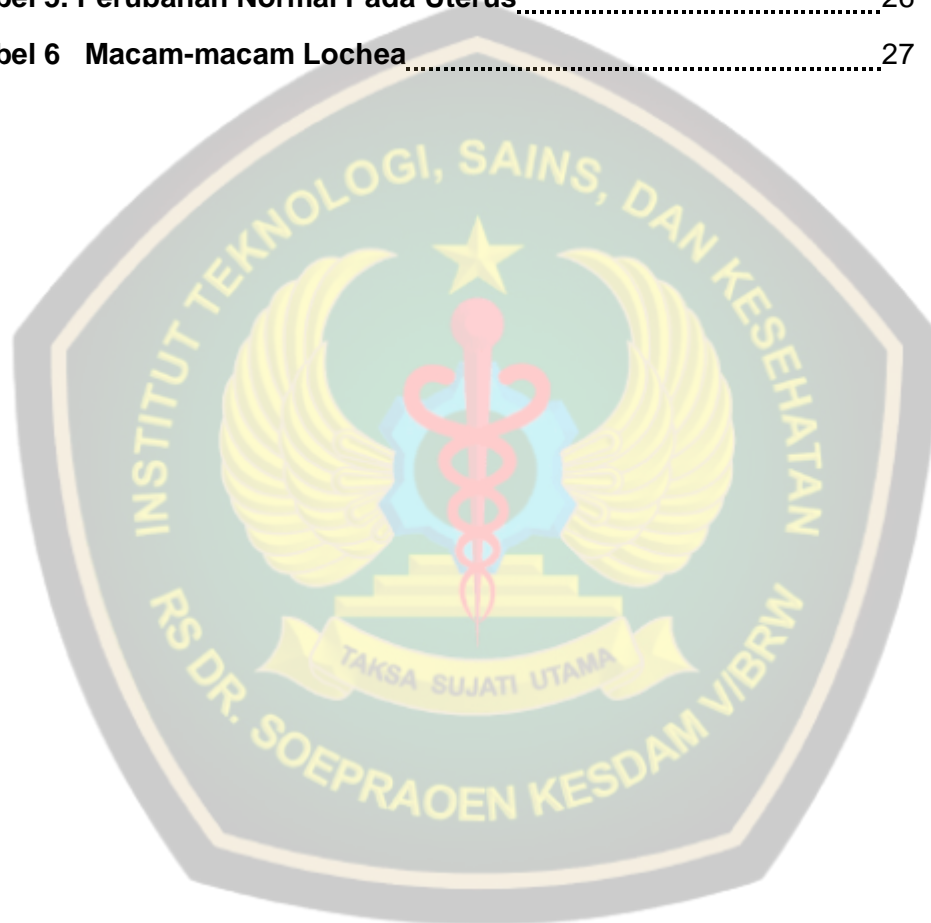 bel 5. Perubahan Normal Pada Uterus
bel 6 Macam-macam Lochea 27
INSTITUT TEKNOLOGI, SAINS, DAN KESEHATAN
TAKSA SUJATI UTAMA
RS DR. SOEPRAOEN KESDAM V/BRW